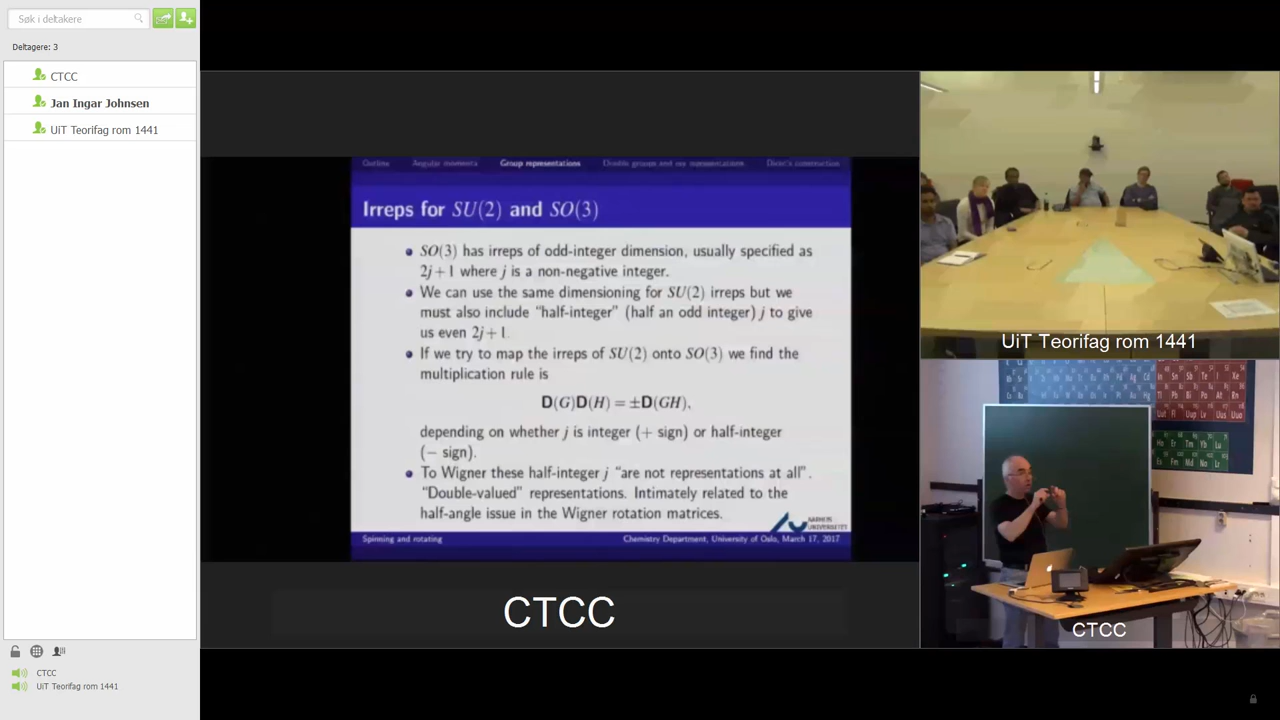 Søk i deltakere
Deltagere: 3
CTCC
Jan Ingar Johnsen
UiT Teorifag rom 1441
CTCC
UiT Teorifag rom 1441
Outline Angular momenta Group representations Double groups and our representations Dirac's construction
Irreps for SU(2) and SO(3)
SO(3) has irreps of odd-integer dimension, usually specified as
2j+1 where j is a non-negative integer.
We can use the same dimensioning for SU(2) irreps but we
must also include "half-integer" (half an odd integer) j to give
us even 2j+1.
If we try to map the irreps of SU(2) onto SO(3) we find the
multiplication rule is
D(G)D(H) = ±D(GH),
depending on whether j is integer (+ sign) or half-integer
(− sign).
To Wigner these half-integer j "are not representations at all".
"Double-valued" representations. Intimately related to the
half-angle issue in the Wigner rotation matrices.
AARHUS
UNIVERSITET
Spinning and rotating Chemistry Department, University of Oslo, March 17, 2017
CTCC
UiT Teorifag rom 1441
CTCC